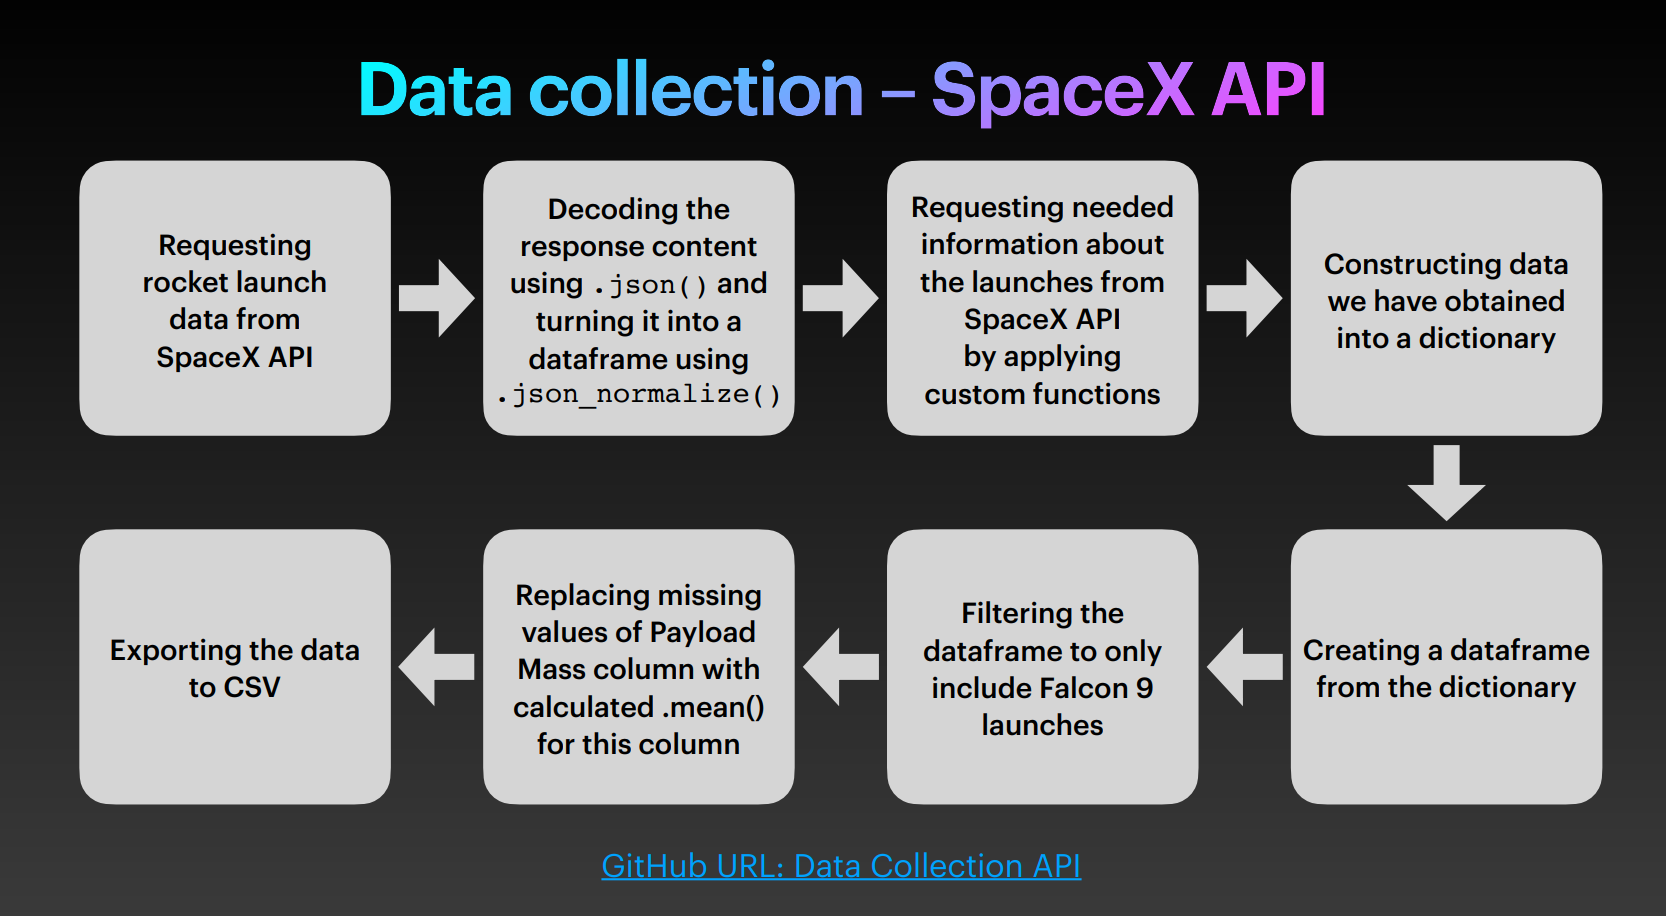 Data collection – SpaceX API
Requesting
rocket launch
data from
SpaceX API
Decoding the
response content
using .json() and
turning it into a
dataframe using
.json_normalize()
Requesting needed
information about
the launches from
SpaceX API
by applying
custom functions
Constructing data
we have obtained
into a dictionary
Creating a dataframe
from the dictionary
Filtering the
dataframe to only
include Falcon 9
launches
Replacing missing
values of Payload
Mass column with
calculated .mean()
for this column
Exporting the data
to CSV
GitHub URL: Data Collection API